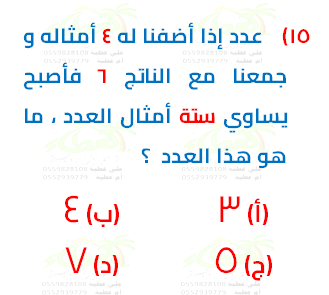 ١٥) عدد إذا أضفنا له ٤ أمثاله و
جمعنا مع الناتج ٦ فأصبح
يساوي ستة أمثال العدد ، ما
هو هذا العدد ؟
(أ) ٣ (ب) ٤
(ج) ٥ (د) ٧